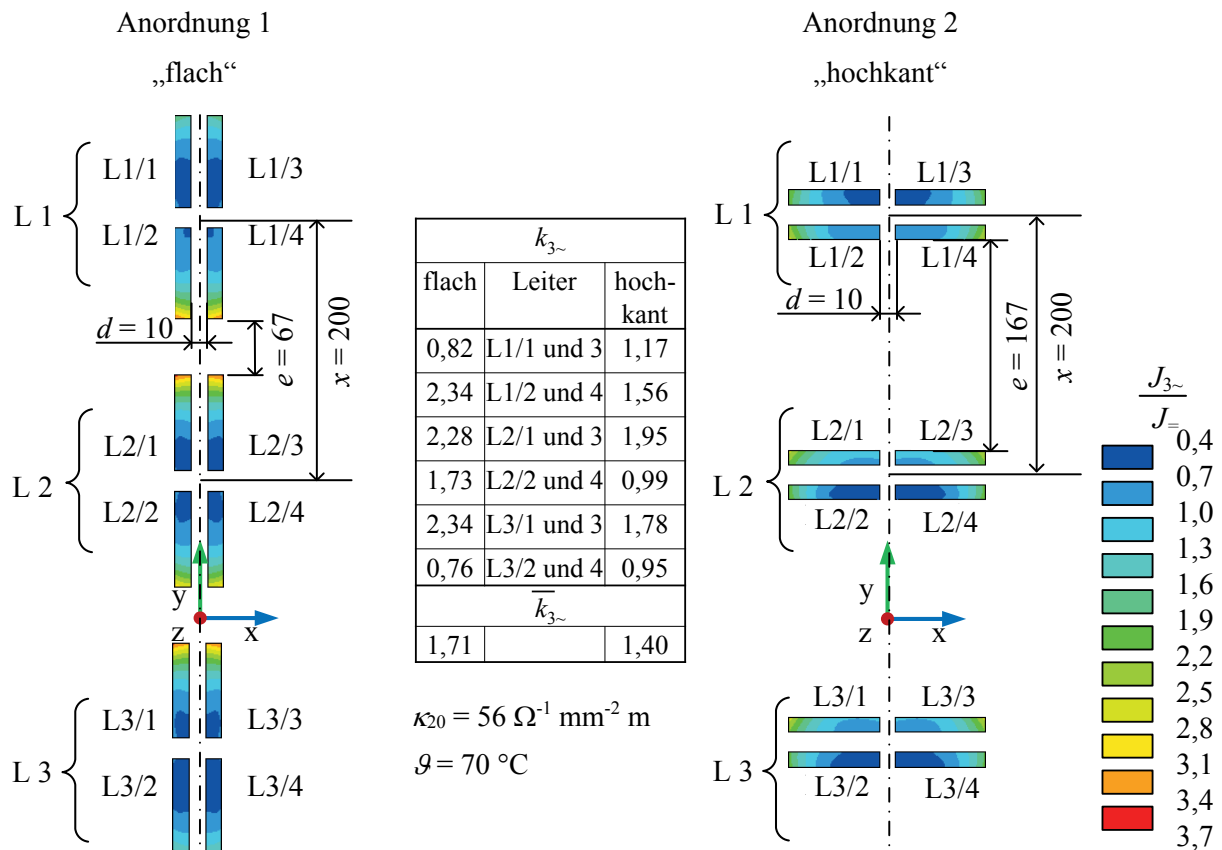 Anordnung 1
„flach“
L 1
L1/1
L1/3
L1/2
L1/4
d = 10
e = 67
x = 200
L 2
L2/1
L2/3
L2/2
L2/4
y
z
x
L 3
L3/1
L3/3
L3/2
L3/4
k3~
flach Leiter hoch-
kant
0,82 L1/1 und 3 1,17
2,34 L1/2 und 4 1,56
2,28 L2/1 und 3 1,95
1,73 L2/2 und 4 0,99
2,34 L3/1 und 3 1,78
0,76 L3/2 und 4 0,95
k̅3~
1,71 1,40
κ20 = 56 Ω-1 mm-2 m
ϑ = 70 °C
Anordnung 2
„hochkant“
L 1
L1/1
L1/3
L1/2
L1/4
d = 10
e = 167
x = 200
L 2
L2/1
L2/3
L2/2
L2/4
y
z
x
L 3
L3/1
L3/3
L3/2
L3/4
J3~
J=
0,4
0,7
1,0
1,3
1,6
1,9
2,2
2,5
2,8
3,1
3,4
3,7